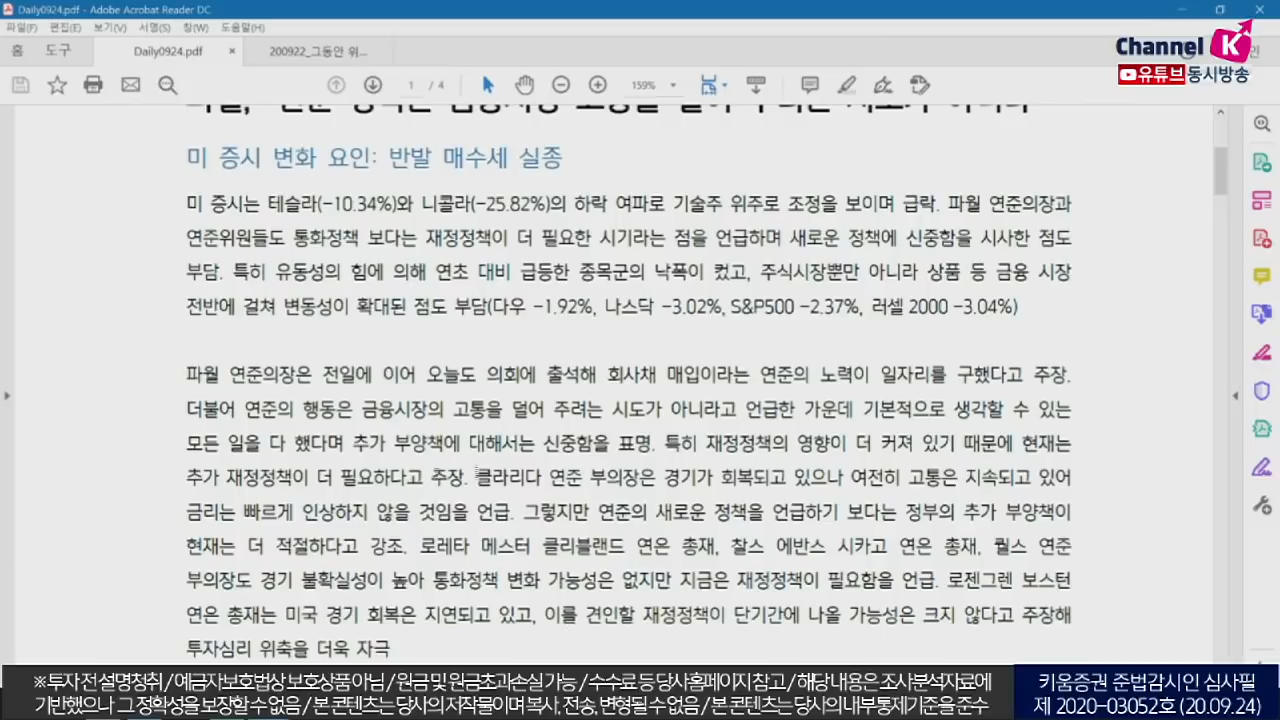 Daily0924.pdf - Adobe Acrobat Reader DC
파일(F) 편집(E) 보기(V) 서명(S) 창(W) 도움말(H)
홈 도구 Daily0924.pdf × 200922_그동안 위...
Channel K
유튜브동시방송
1 159%
미 증시 변화 요인: 반발 매수세 실종
미 증시는 테슬라(-10.34%)와 니콜라(-25.82%)의 하락 여파로 기술주 위주로 조정을 보이며 급락. 파월 연준의장과
연준위원들도 통화정책 보다는 재정정책이 더 필요한 시기라는 점을 언급하며 새로운 정책에 신중함을 시사한 점도
부담. 특히 유동성의 힘에 의해 연초 대비 급등한 종목군의 낙폭이 컸고, 주식시장뿐만 아니라 상품 등 금융 시장
전반에 걸쳐 변동성이 확대된 점도 부담(다우 -1.92%, 나스닥 -3.02%, S&P500 -2.37%, 러셀 2000 -3.04%)
파월 연준의장은 전일에 이어 오늘도 의회에 출석해 회사채 매입이라는 연준의 노력이 일자리를 구했다고 주장.
더불어 연준의 행동은 금융시장의 고통을 덜어 주려는 시도가 아니라고 언급한 가운데 기본적으로 생각할 수 있는
모든 일을 다 했다며 추가 부양책에 대해서는 신중함을 표명. 특히 재정정책의 영향이 더 커져 있기 때문에 현재는
추가 재정정책이 더 필요하다고 주장. 클라리다 연준 부의장은 경기가 회복되고 있으나 여전히 고통은 지속되고 있어
금리는 빠르게 인상하지 않을 것임을 언급. 그렇지만 연준의 새로운 정책을 언급하기 보다는 정부의 추가 부양책이
현재는 더 적절하다고 강조. 로레타 메스터 클리블랜드 연은 총재, 찰스 에반스 시카고 연은 총재, 퀄스 연준
부의장도 경기 불확실성이 높아 통화정책 변화 가능성은 없지만 지금은 재정정책이 필요함을 언급. 로젠그렌 보스턴
연은 총재는 미국 경기 회복은 지연되고 있고, 이를 견인할 재정정책이 단기간에 나올 가능성은 크지 않다고 주장해
투자심리 위축을 더욱 자극
※ 투자 전 설명청취 / 예금자보호법상 보호상품 아님 / 원금 및 원금초과손실 가능 / 수수료 등 당사 홈페이지 참고 / 해당 내용은 조사분석자료에
기반했으나 그 정확성을 보장할 수 없음 / 본 콘텐츠는 당사의 저작물이며 복사, 전송, 변형될 수 없음 / 본 콘텐츠는 당사의 내부통제기준을 준수
키움증권 준법감시인 심사필
제 2020-03052호 (20.09.24)